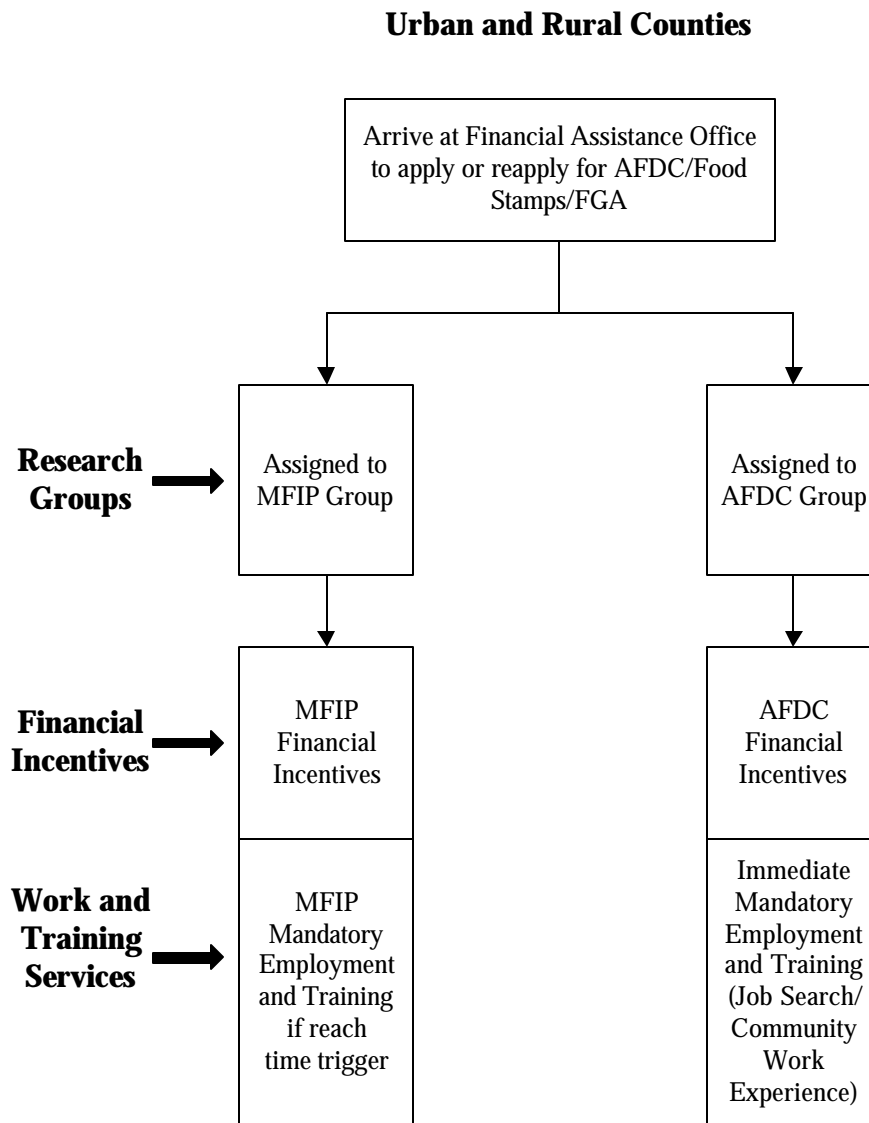 Urban and Rural Counties
Arrive at Financial Assistance Office
to apply or reapply for AFDC/Food
Stamps/FGA
Research
Groups
Assigned to
MFIP Group
Assigned to
AFDC Group
Financial
Incentives
MFIP
Financial
Incentives
AFDC
Financial
Incentives
Work and
Training
Services
MFIP
Mandatory
Employment
and Training
if reach
time trigger
Immediate
Mandatory
Employment
and Training
(Job Search/
Community
Work
Experience)